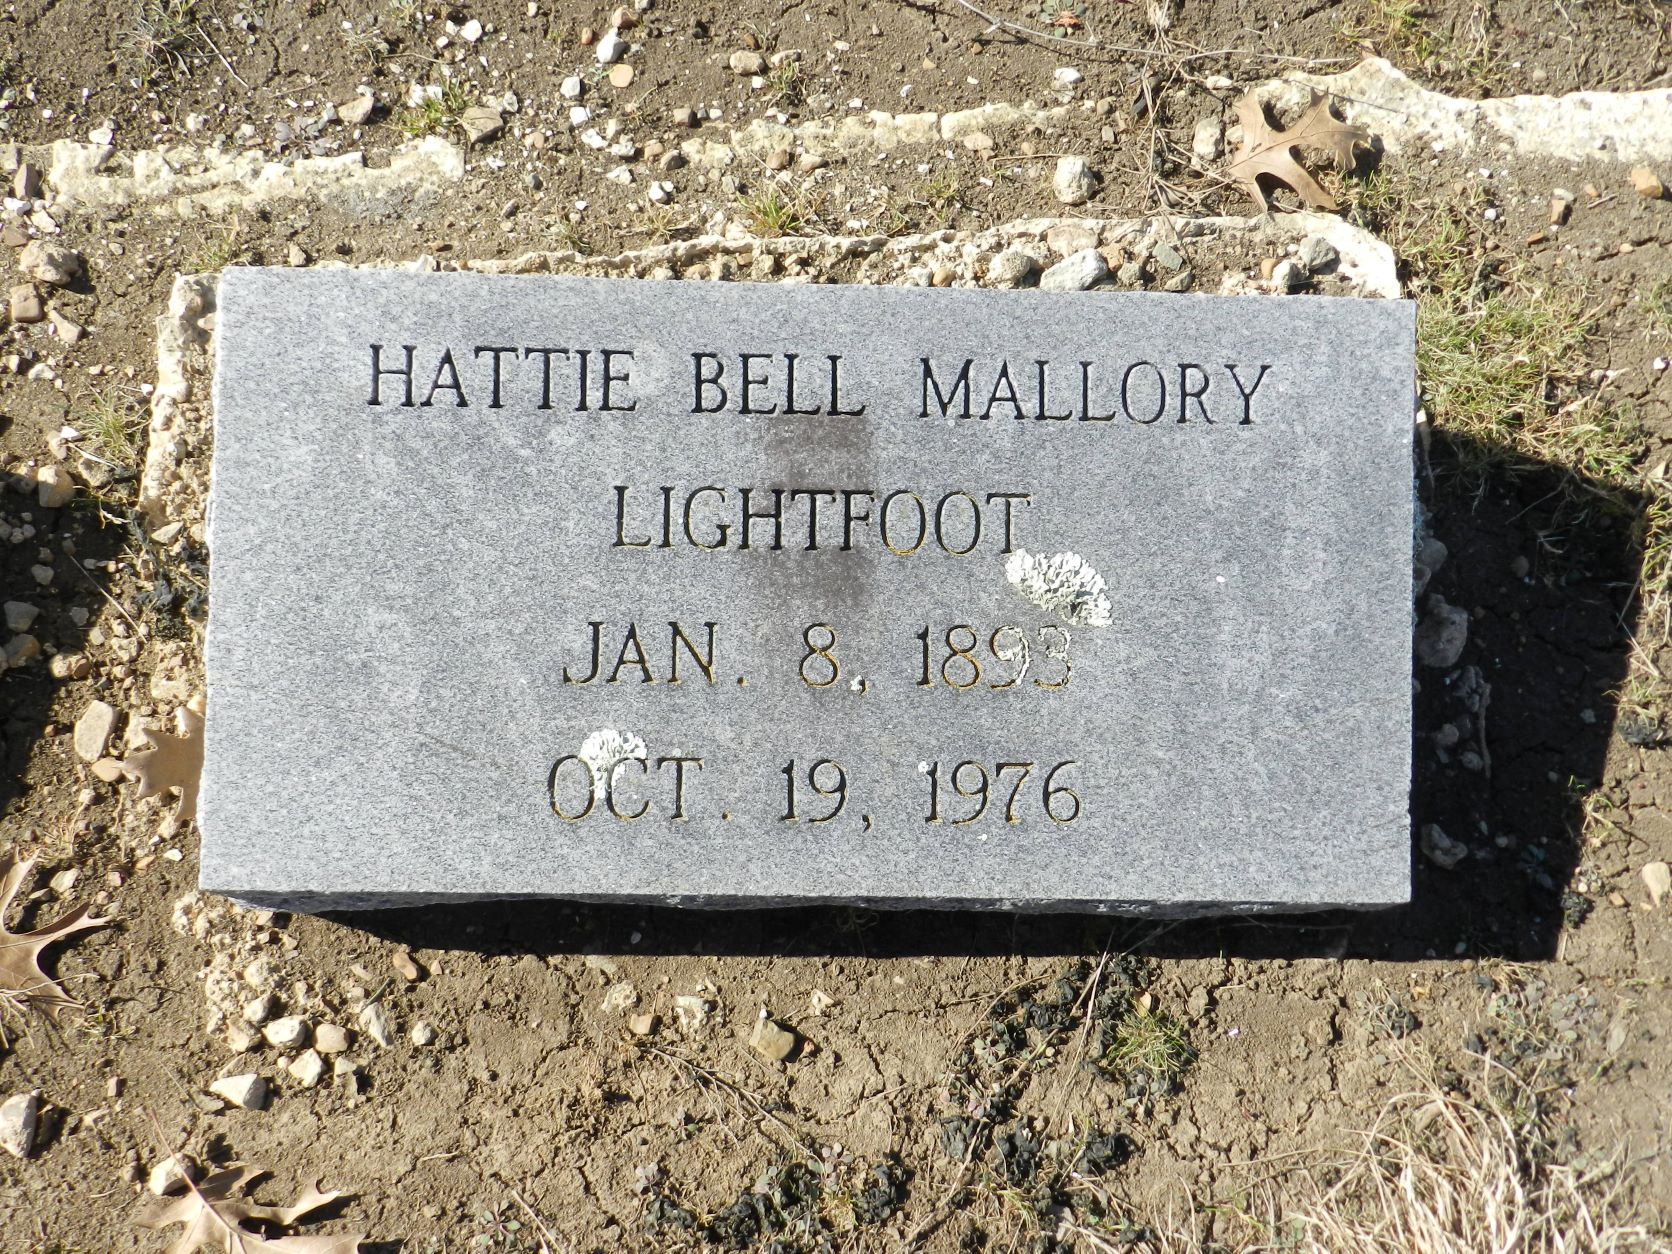 HATTIE BELL MALLORY
LIGHTFOOT
JAN. 8, 1893
OCT. 19, 1976